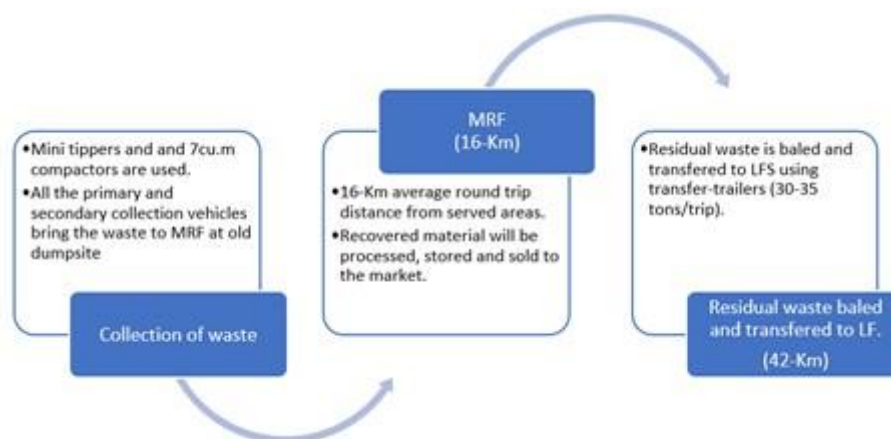 •Mini tippers and and 7cu.m
compactors are used.
•All the primary and
secondary collection vehicles
bring the waste to MRF at old
dumpsite
Collection of waste
MRF
(16-Km)
•16-Km average round trip
distance from served areas.
•Recovered material will be
processed, stored and sold to
the market.
•Residual waste is baled and
transfered to LFS using
transfer-trailers (30-35
tons/trip).
Residual waste baled
and transfered to LF.
(42-Km)